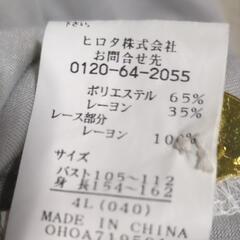 下さい。
ヒロタ株式会社
お問合せ先
0120-64-2055
ポリエステル 65%
レーヨン 35%
レース部分
レーヨン 100%
サイズ
バスト105~112
身長154~162
4L(040)
MADE IN CHINA